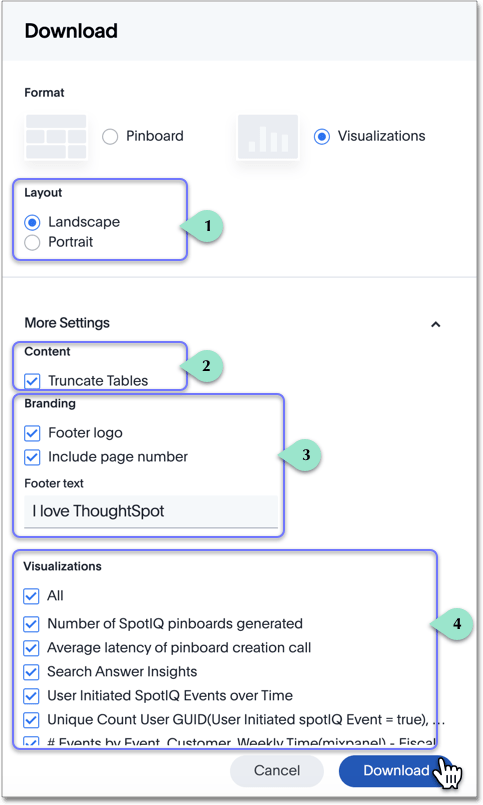 Download
Format
Pinboard
Visualizations
Layout
Landscape
1
Portrait
More Settings
Content
2
Truncate Tables
Branding
Footer logo
3
Include page number
Footer text
I love ThoughtSpot
Visualizations
All
Number of SpotIQ pinboards generated
4
Average latency of pinboard creation call
Search Answer Insights
User Initiated SpotIQ Events over Time
Unique Count User GUID(User Initiated spotIQ Event = true), ...
# Events by Event, Customer, Weekly Time(mixpanel) - Fiscal
Cancel
Download